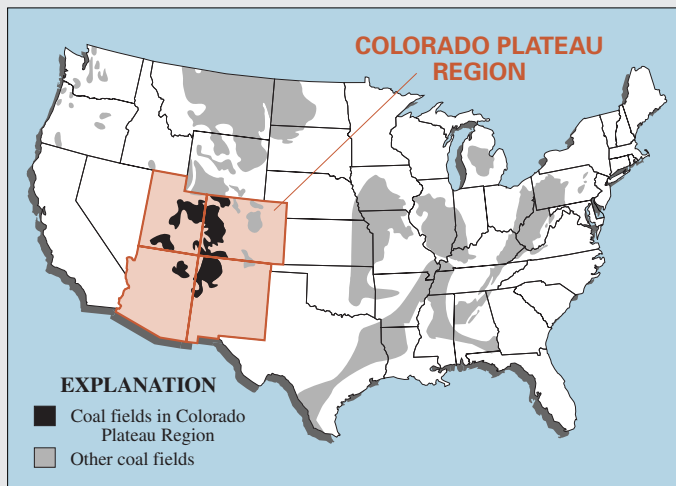 COLORADO PLATEAU
REGION
EXPLANATION
Coal fields in Colorado
Plateau Region
Other coal fields